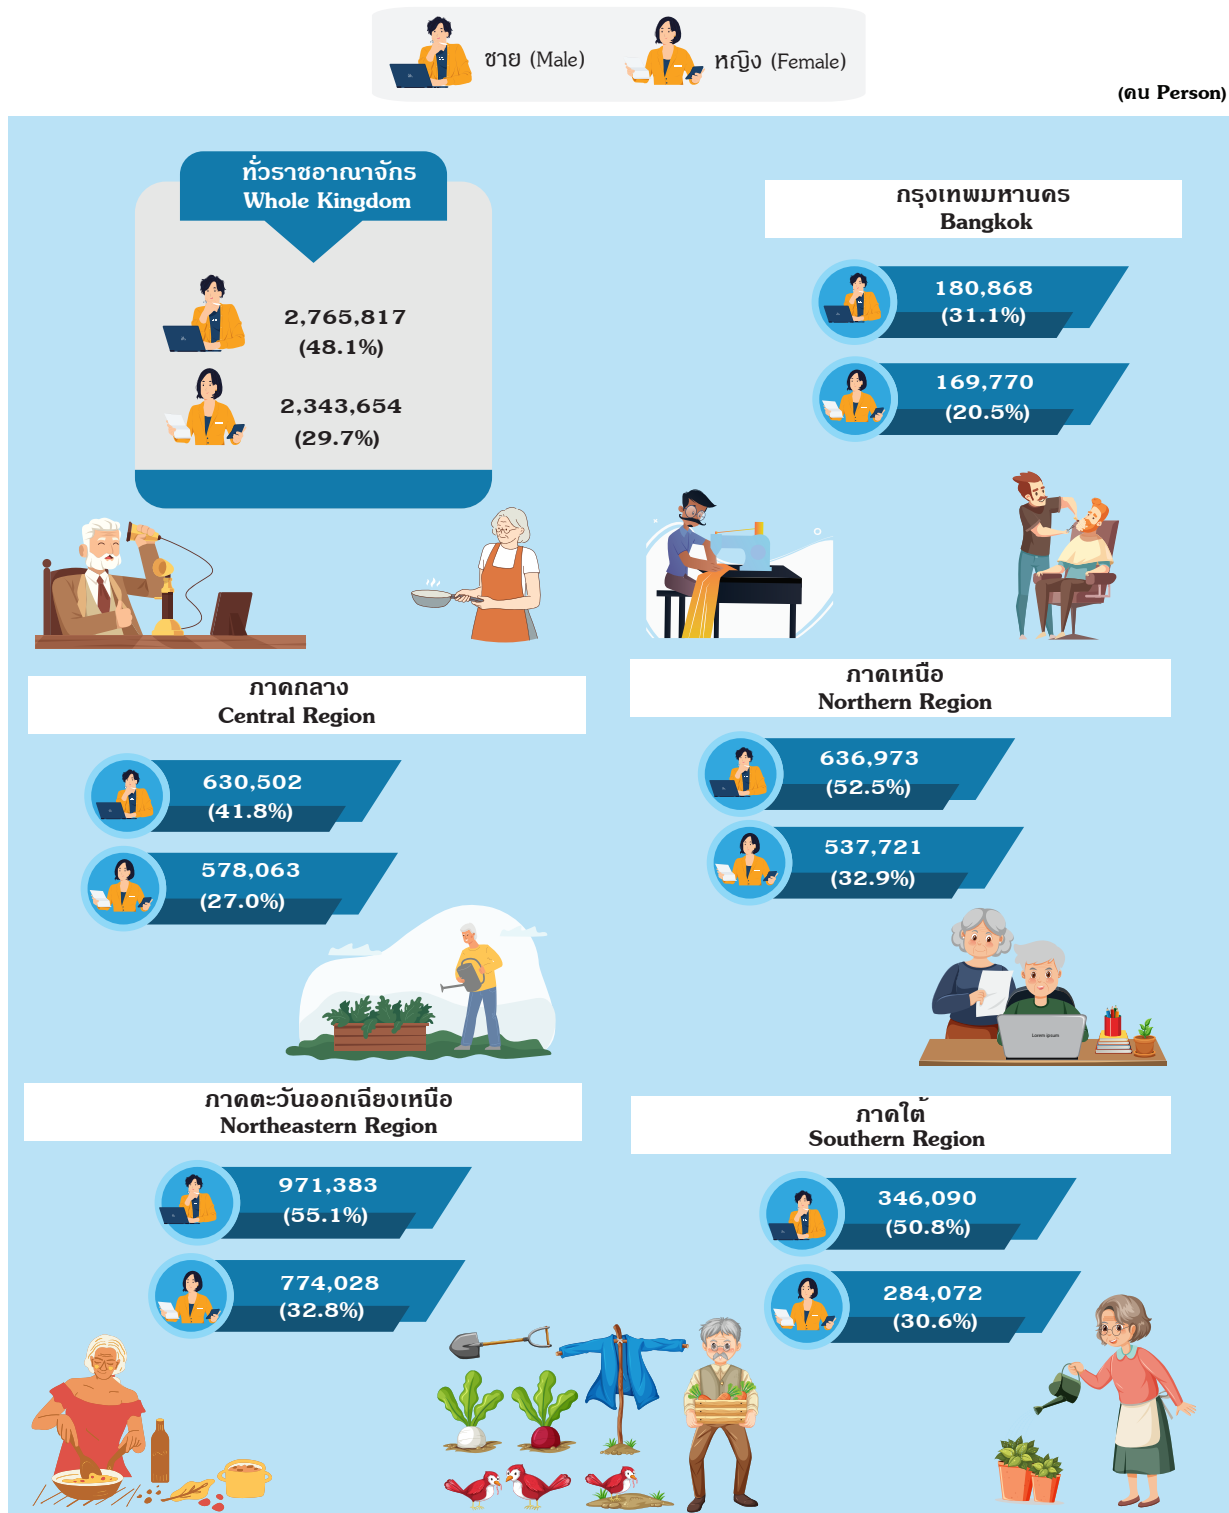 ชาย (Male)
หญิง (Female)
(คน Person)
ทั่วราชอาณาจักร
Whole Kingdom
2,765,817
(48.1%)
2,343,654
(29.7%)
กรุงเทพมหานคร
Bangkok
180,868
(31.1%)
169,770
(20.5%)
ภาคกลาง
Central Region
630,502
(41.8%)
578,063
(27.0%)
ภาคเหนือ
Northern Region
636,973
(52.5%)
537,721
(32.9%)
Lorem ipsum
ภาคตะวันออกเฉียงเหนือ
Northeastern Region
971,383
(55.1%)
774,028
(32.8%)
ภาคใต้
Southern Region
346,090
(50.8%)
284,072
(30.6%)